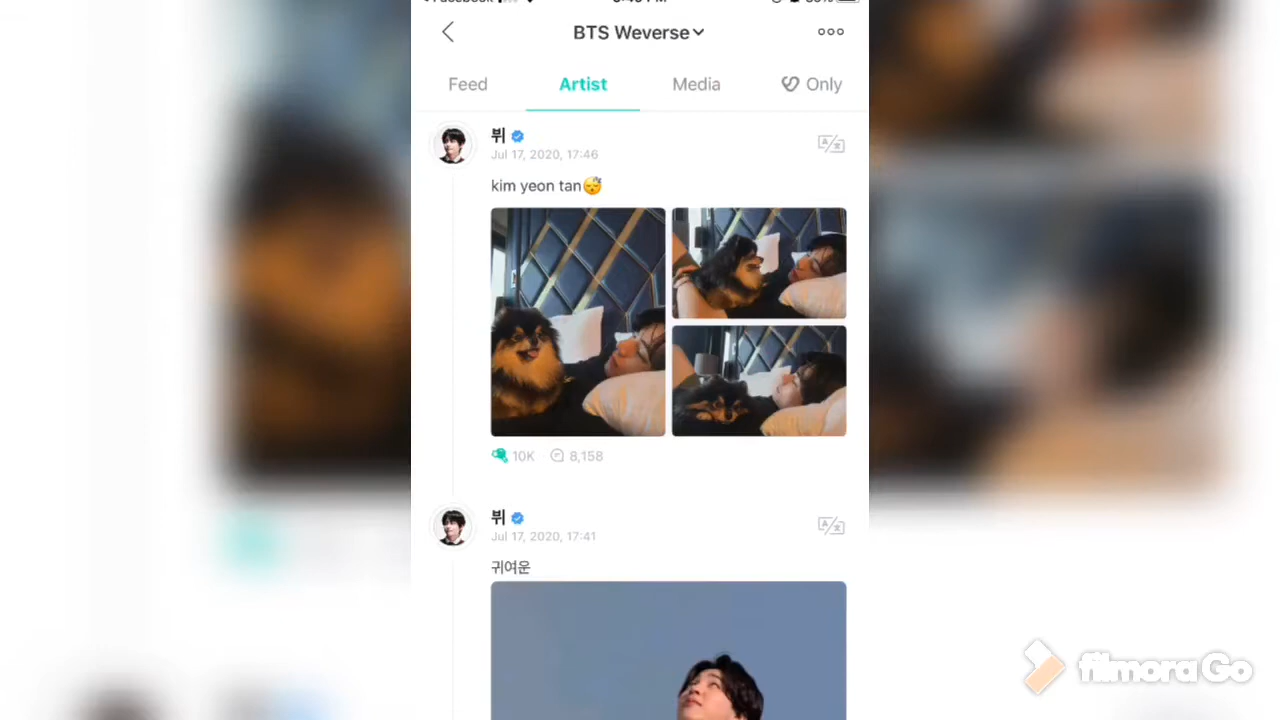 BTS Weverse
Feed
Artist
Media
Only
뷔
Jul 17, 2020, 17:46
kim yeon tan😴
10K
8,158
뷔
Jul 17, 2020, 17:41
귀여운
filmora Go